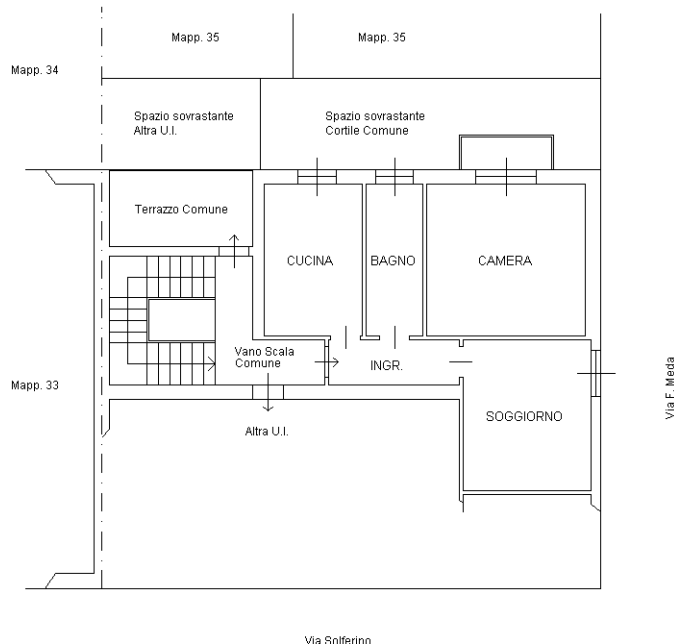 Mapp. 35
Mapp. 35
Mapp. 34
Spazio sovrastante
Altra U.I.
Spazio sovrastante
Cortile Comune
Terrazzo Comune
CUCINA
BAGNO
CAMERA
Vano Scala
Comune
INGR.
Mapp. 33
Via F. Meda
SOGGIORNO
Altra U.I.
Via Solferino